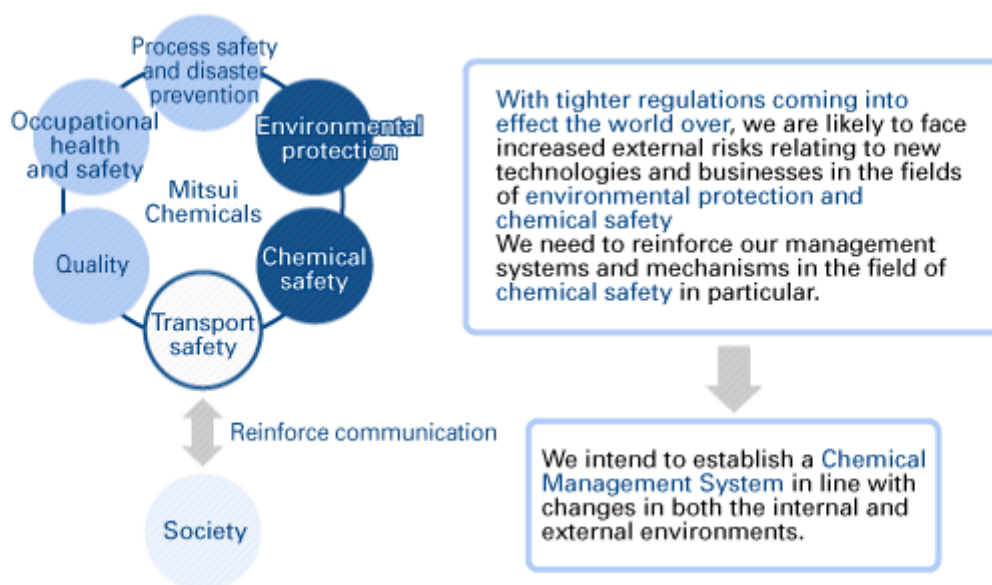 Process safety
and disaster
prevention
Occupational
health
and safety
Environmental
protection
Mitsui
Chemicals
Quality
Chemical
safety
Transport
safety
Reinforce communication
Society
With tighter regulations coming into
effect the world over, we are likely to face
increased external risks relating to new
technologies and businesses in the fields
of environmental protection and
chemical safety
We need to reinforce our management
systems and mechanisms in the field of
chemical safety in particular.
We intend to establish a Chemical
Management System in line with
changes in both the internal and
external environments.